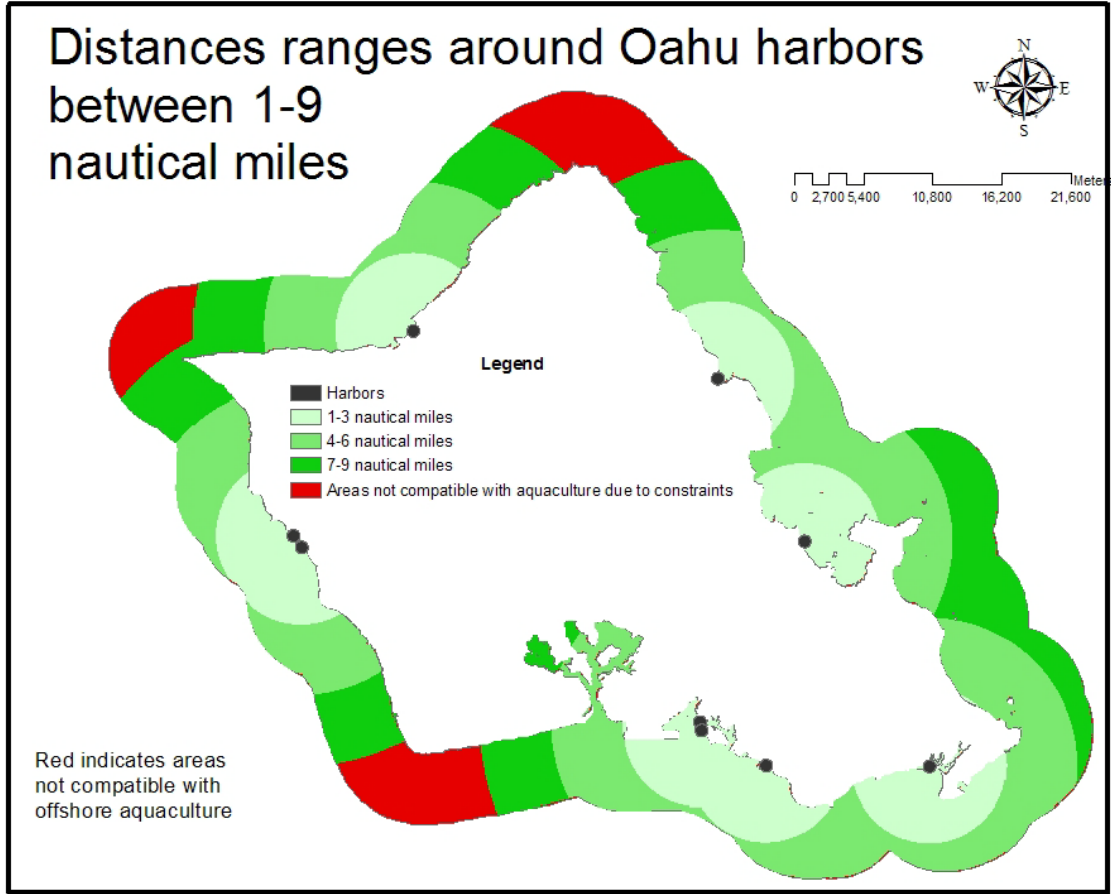 Distances ranges around Oahu harbors
between 1-9
nautical miles
N
W E
S
Meters
0 2,700 5,400 10,800 16,200 21,600
Legend
Harbors
1-3 nautical miles
4-6 nautical miles
7-9 nautical miles
Areas not compatible with aquaculture due to constraints
Red indicates areas
not compatible with
offshore aquaculture